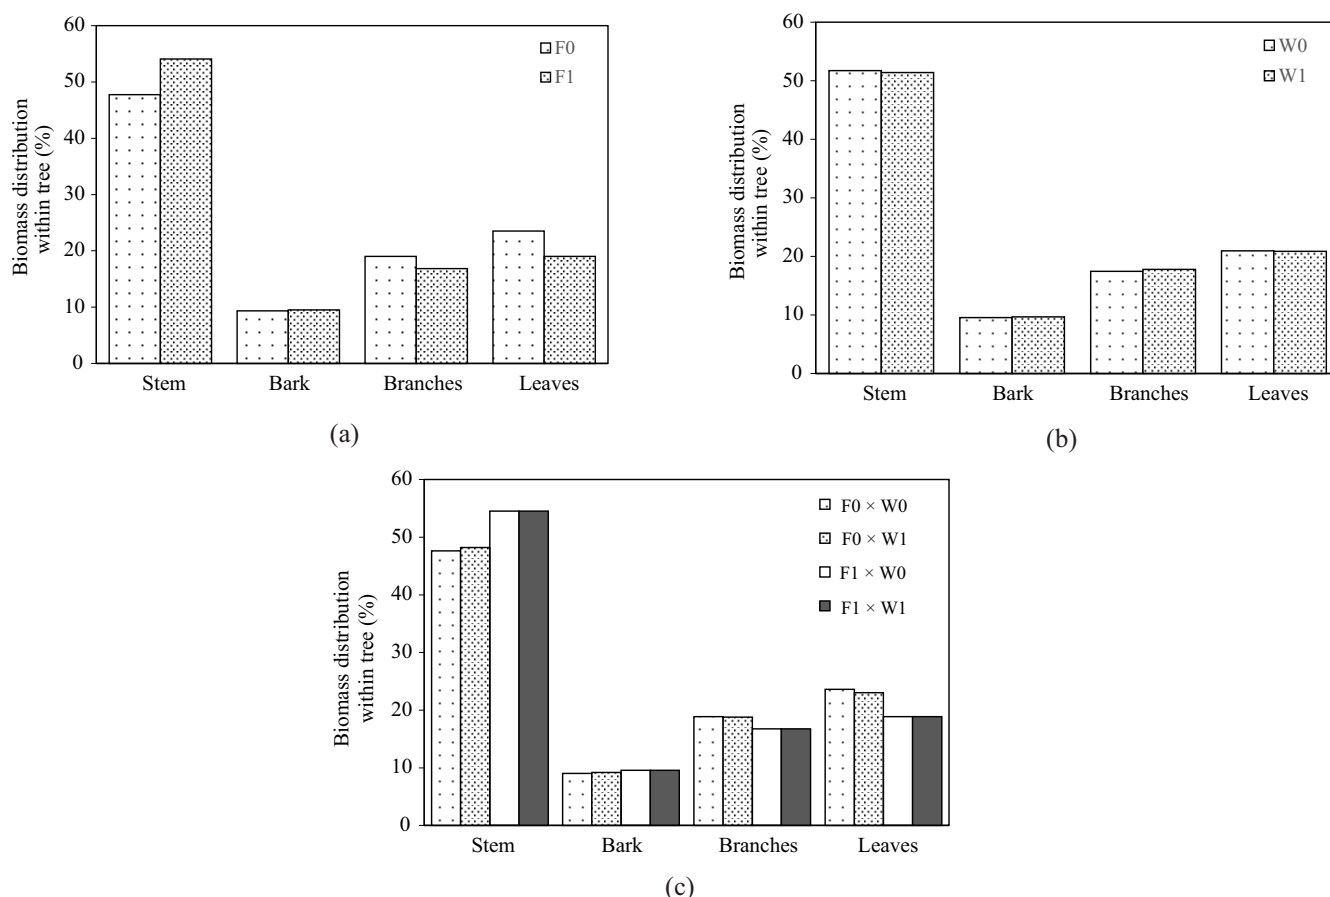 60
50
40
30
20
10
0
Biomass distribution
within tree (%)
F0
F1
Stem Bark Branches Leaves
(a)
60
50
40
30
20
10
0
Biomass distribution
within tree (%)
W0
W1
Stem Bark Branches Leaves
(b)
60
50
40
30
20
10
0
Biomass distribution
within tree (%)
F0 × W0
F0 × W1
F1 × W0
F1 × W1
Stem Bark Branches Leaves
(c)